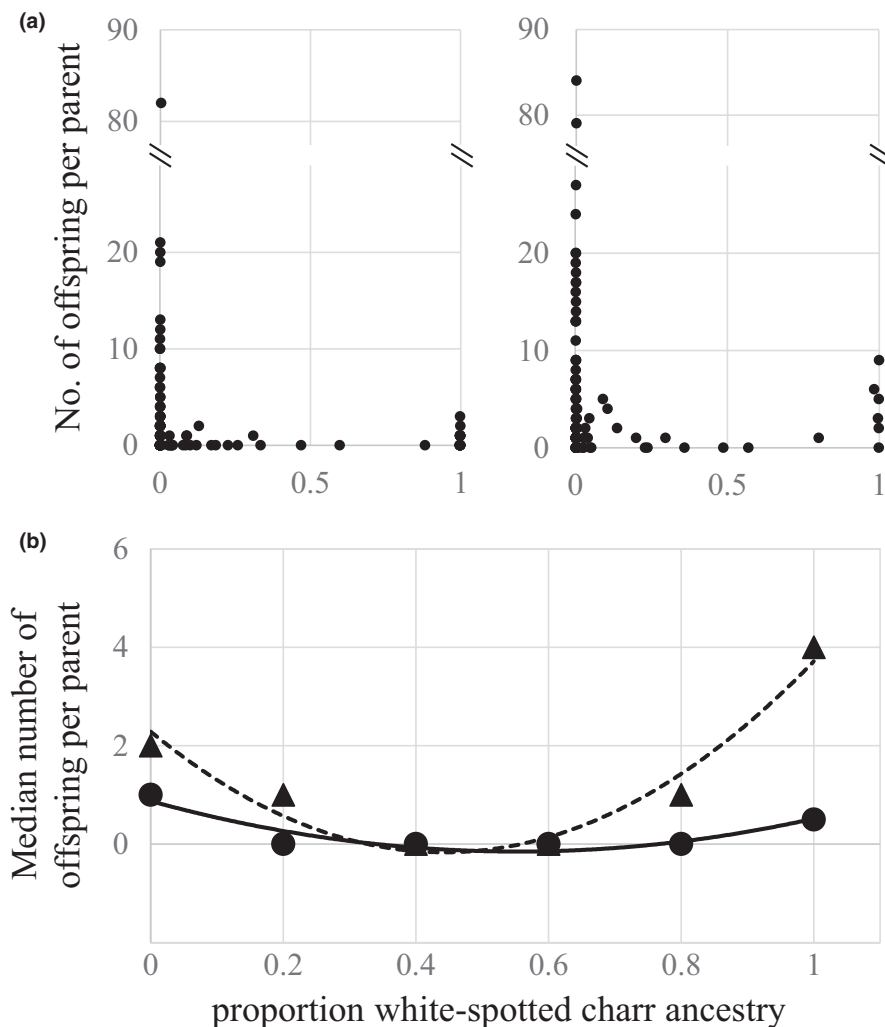 (a)
No. of offspring per parent
90
80
20
10
0
0 0.5 1
90
80
20
10
0
0 0.5 1
(b)
Median number of
offspring per parent
6
4
2
0
0 0.2 0.4 0.6 0.8 1
proportion white-spotted charr ancestry